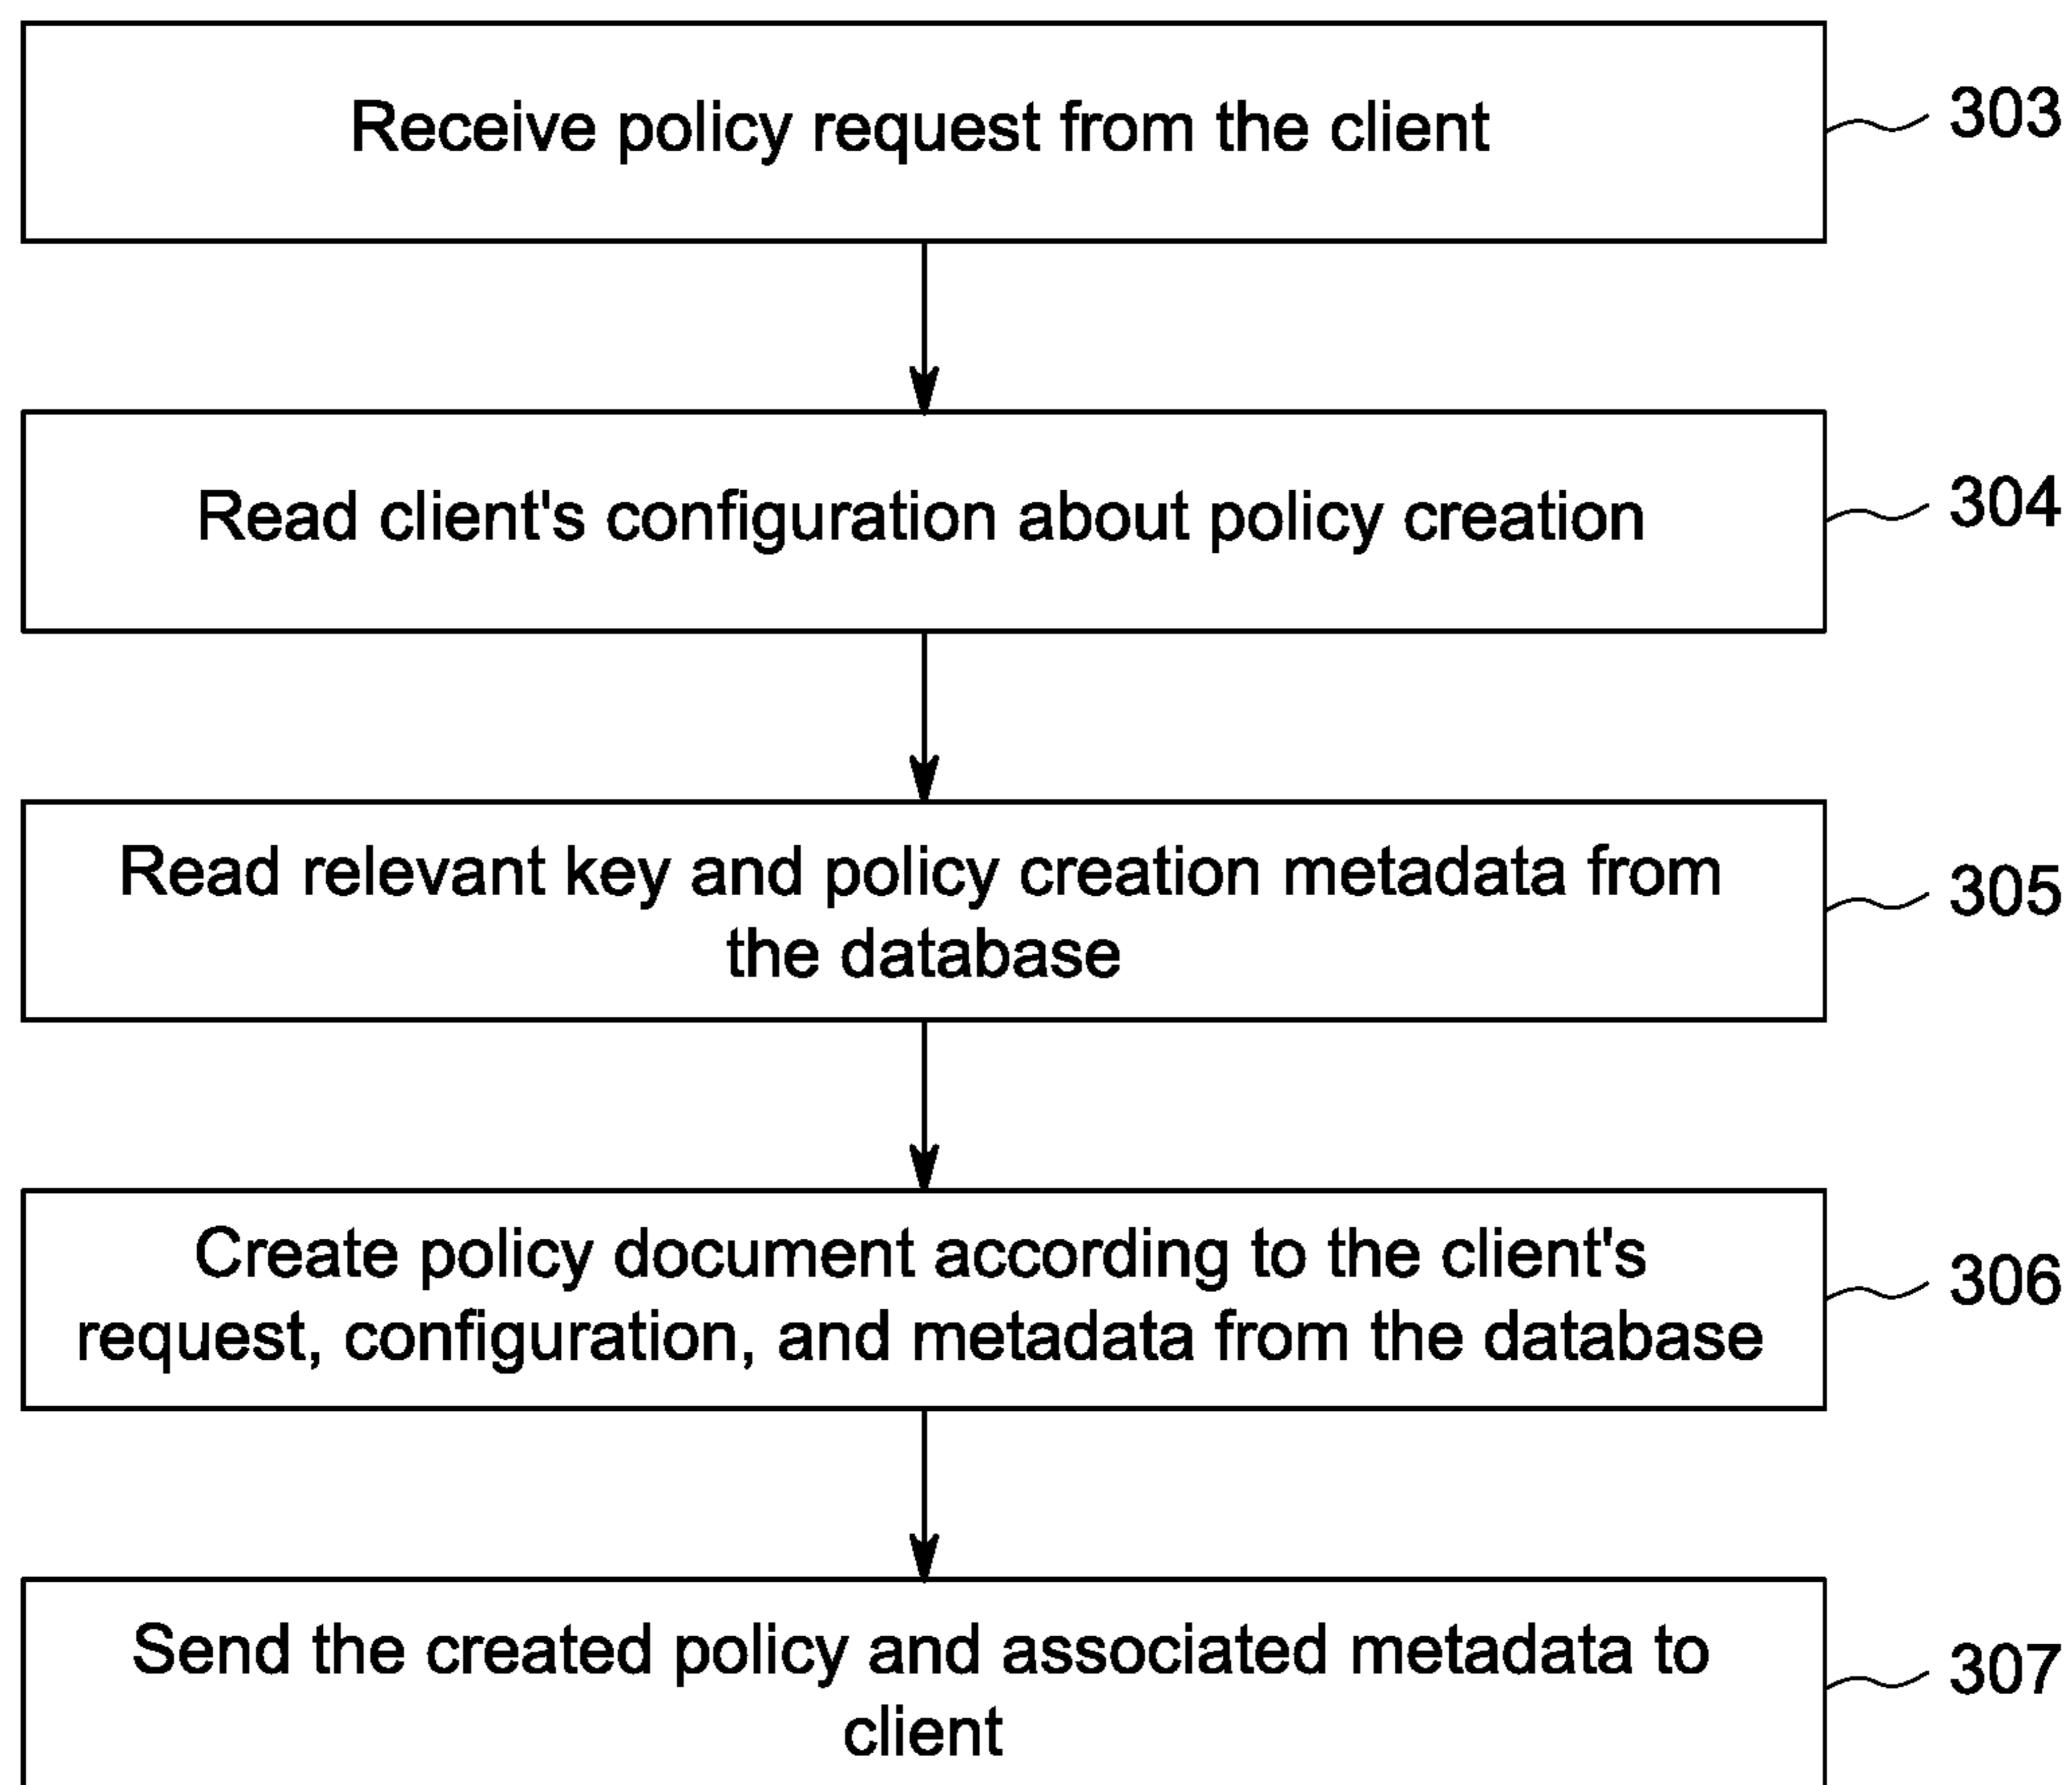 Receive policy request from the client
303
Read client's configuration about policy creation
304
Read relevant key and policy creation metadata from
the database
305
Create policy document according to the client's
request, configuration, and metadata from the database
306
Send the created policy and associated metadata to
client
307